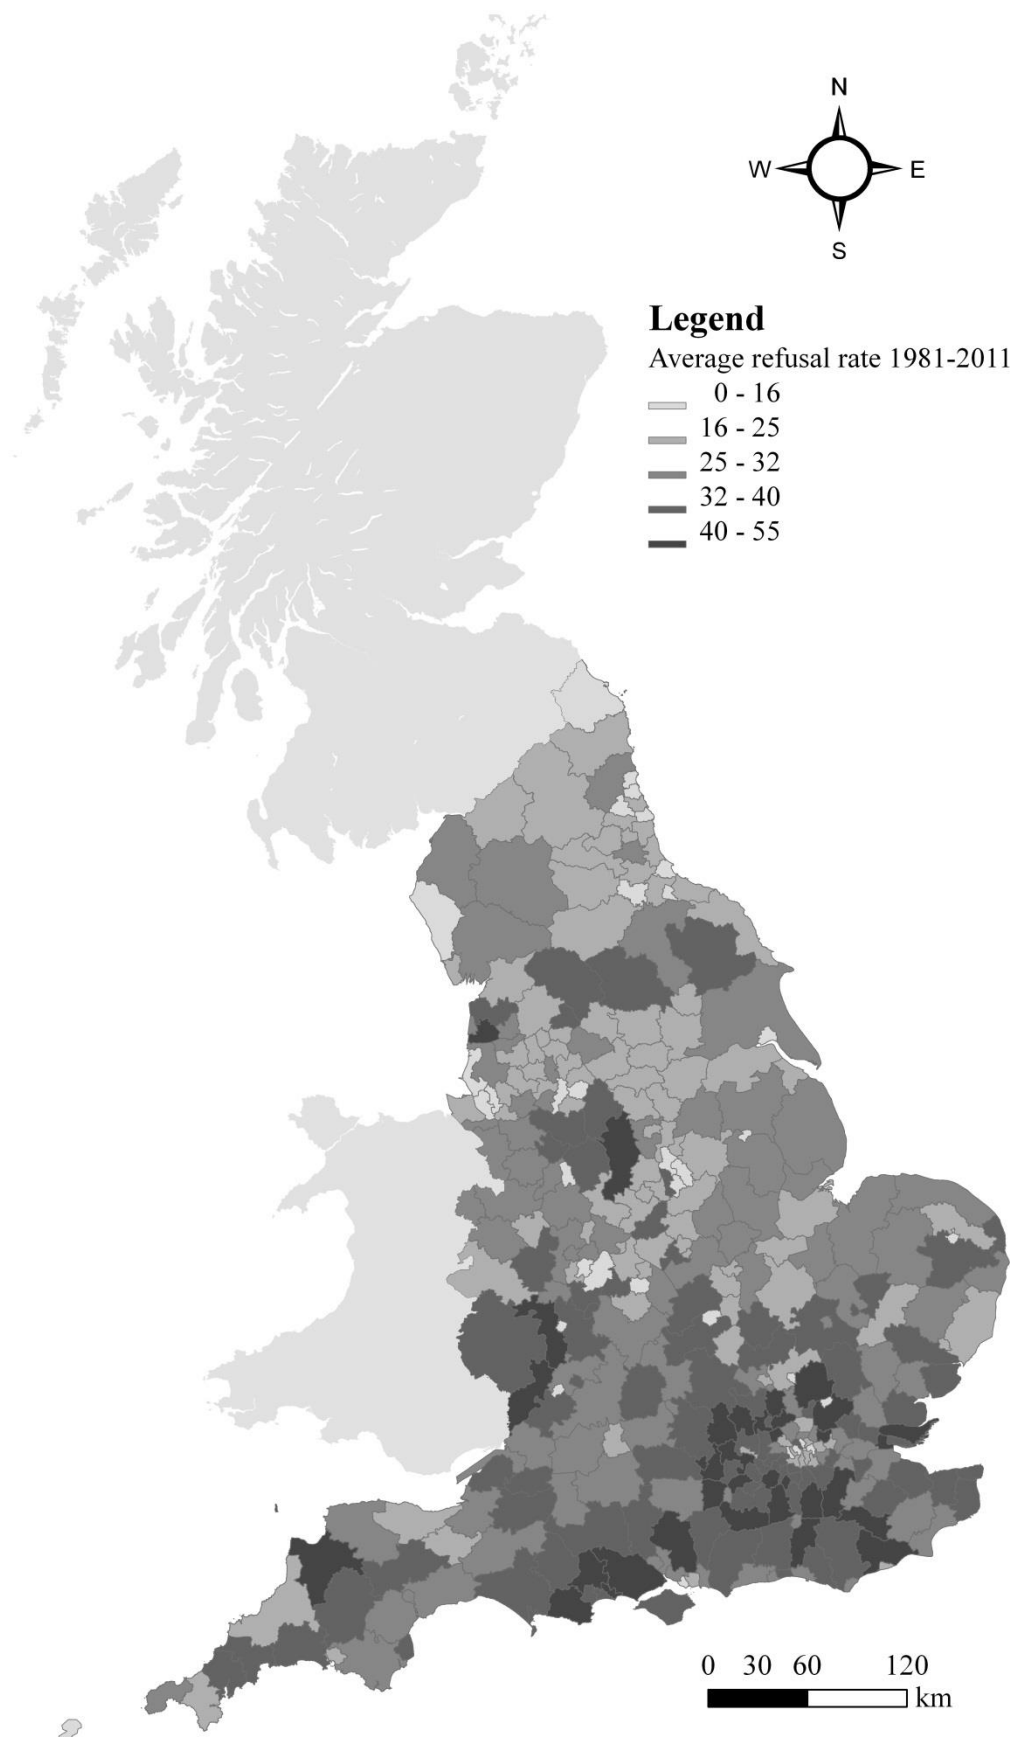 N
W E
S
Legend
Average refusal rate 1981-2011
0 - 16
16 - 25
25 - 32
32 - 40
40 - 55
0 30 60 120
km